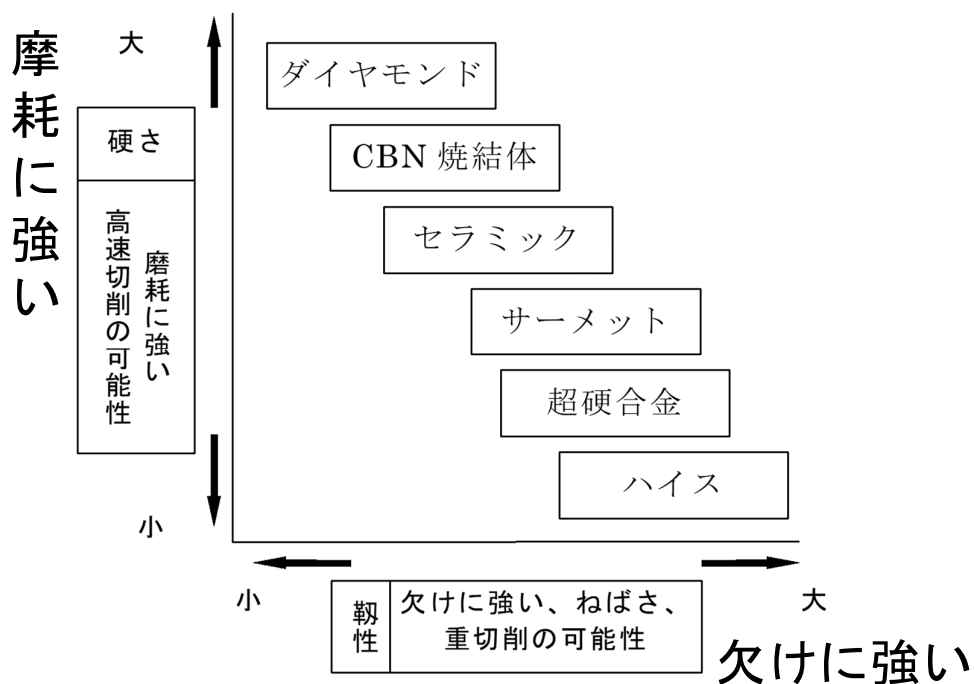 摩耗に強い
大
硬さ
磨耗に強い
高速切削の可能性
小
ダイヤモンド
CBN 焼結体
セラミック
サーメット
超硬合金
ハイス
小
大
靱性
欠けに強い、ねばさ、
重切削の可能性
欠けに強い